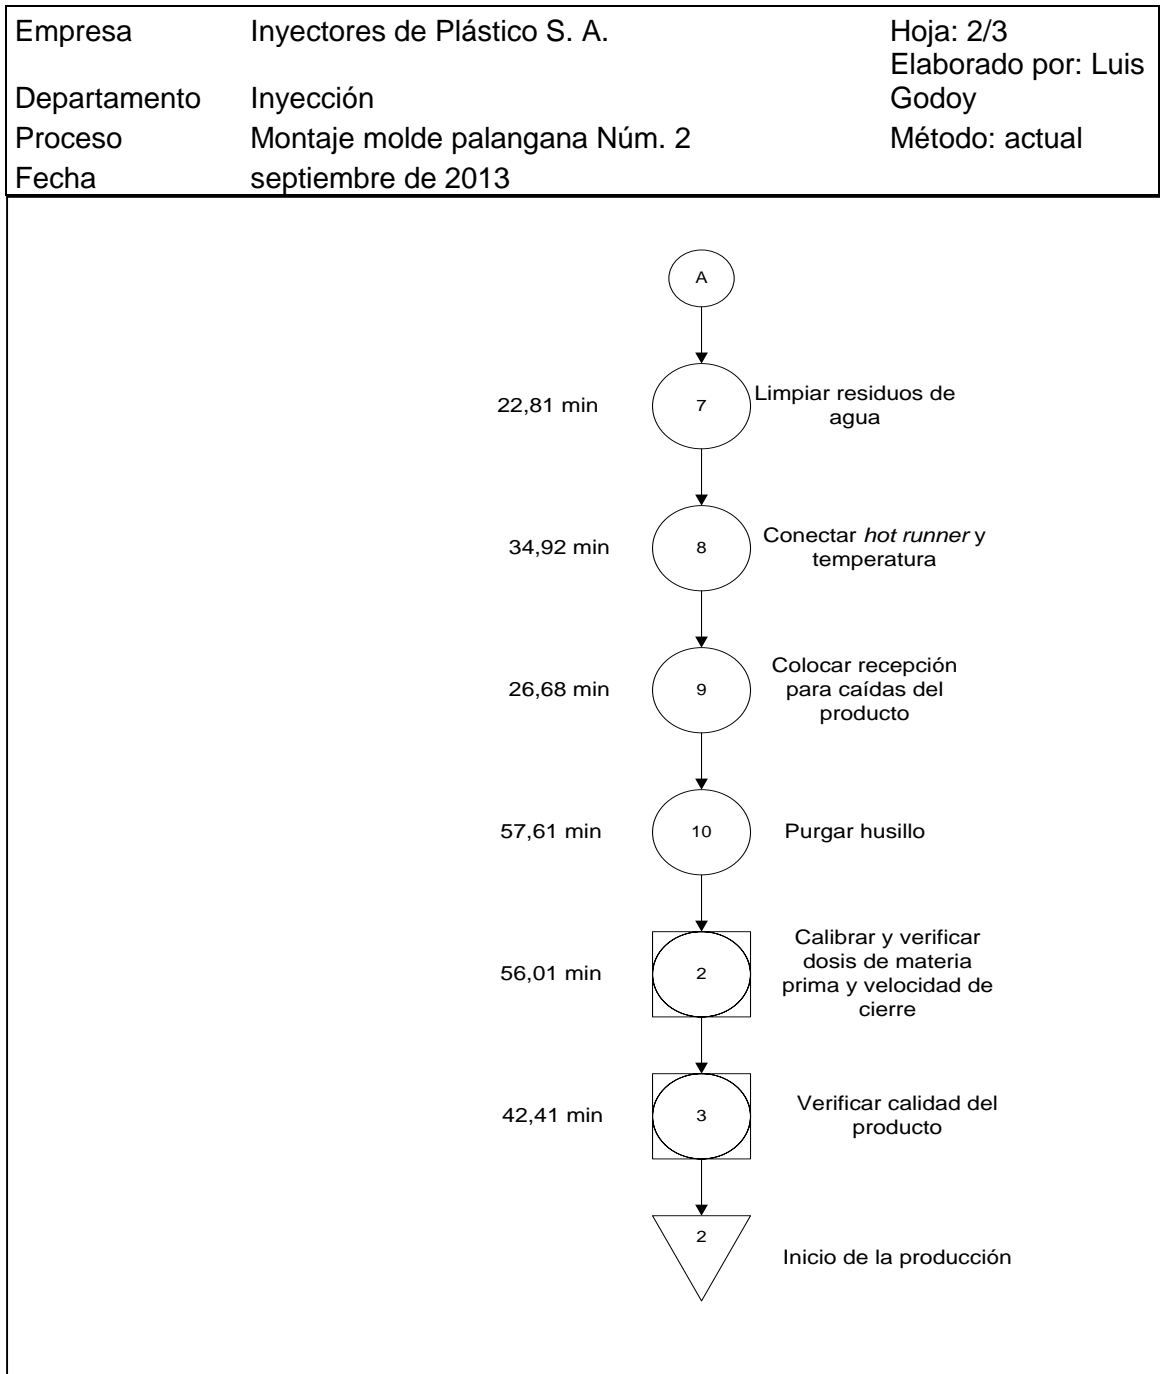 Empresa Inyectores de Plástico S. A. Hoja: 2/3
Elaborado por: Luis
Departamento Inyección Godoy
Proceso Montaje molde palangana Núm. 2 Método: actual
Fecha septiembre de 2013
A
22,81 min 7 Limpiar residuos de
agua
34,92 min 8 Conectar hot runner y
temperatura
26,68 min 9 Colocar recepción
para caídas del
producto
57,61 min 10 Purgar husillo
56,01 min 2 Calibrar y verificar
dosis de materia
prima y velocidad de
cierre
42,41 min 3 Verificar calidad del
producto
2
Inicio de la producción